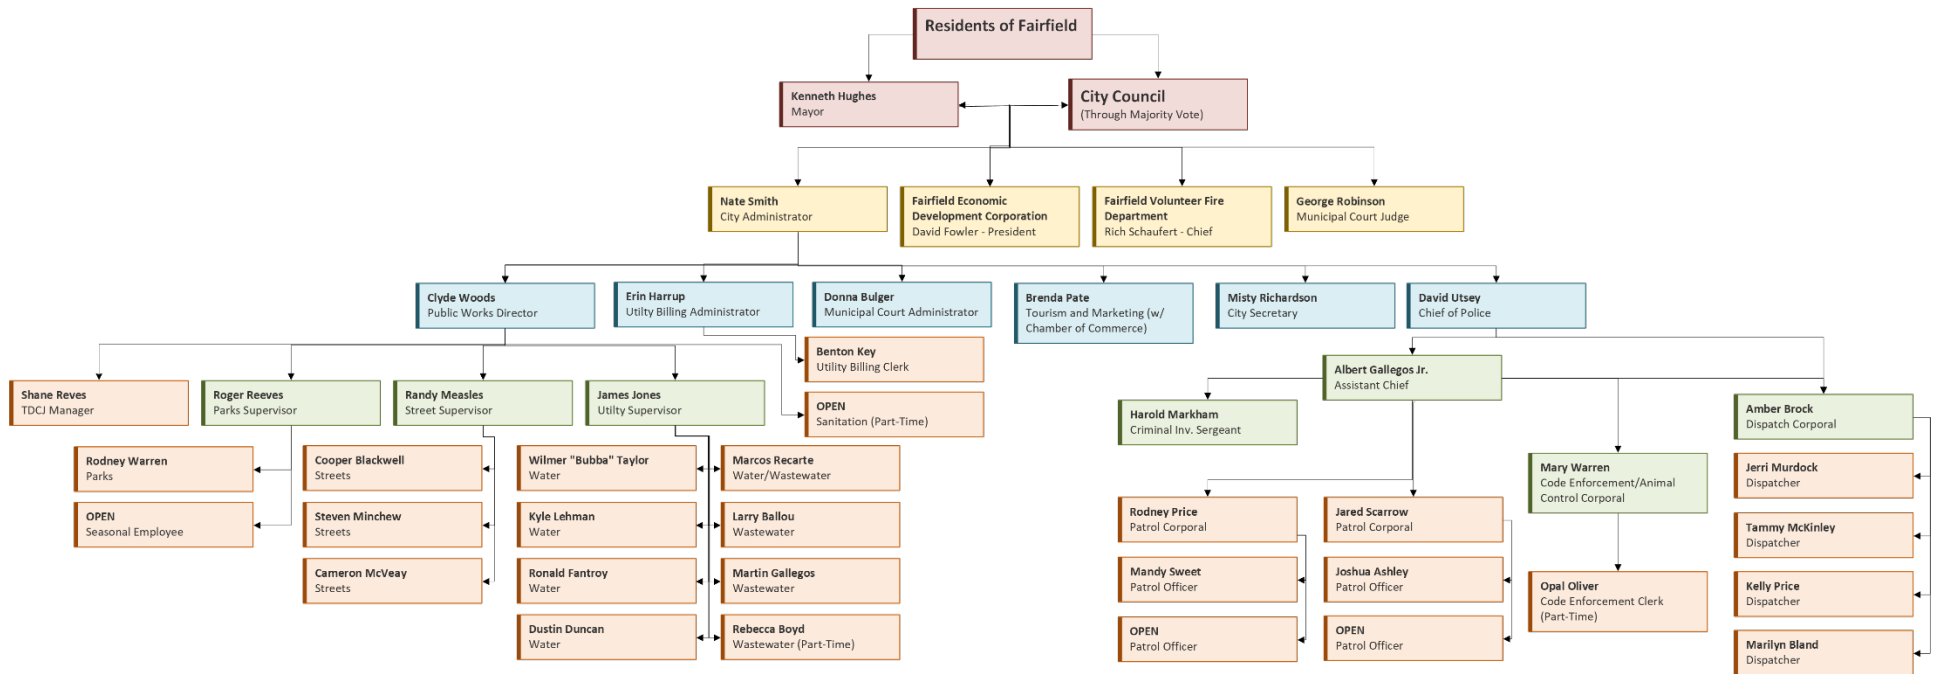 Residents of Fairfield
Kenneth Hughes
Mayor
City Council
(Through Majority Vote)
Nate Smith
City Administrator
Fairfield Economic
Development Corporation
David Fowler - President
Fairfield Volunteer Fire
Department
Rich Schaufert - Chief
George Robinson
Municipal Court Judge
Clyde Woods
Public Works Director
Erin Harrup
Utilty Billing Administrator
Donna Bulger
Municipal Court Administrator
Brenda Pate
Tourism and Marketing (w/
Chamber of Commerce)
Misty Richardson
City Secretary
David Utsey
Chief of Police
Benton Key
Utility Billing Clerk
Albert Gallegos Jr.
Assistant Chief
Shane Reves
TDCJ Manager
Roger Reeves
Parks Supervisor
Randy Measles
Street Supervisor
James Jones
Utilty Supervisor
OPEN
Sanitation (Part-Time)
Harold Markham
Criminal Inv. Sergeant
Amber Brock
Dispatch Corporal
Rodney Warren
Parks
Cooper Blackwell
Streets
Wilmer "Bubba" Taylor
Water
Marcos Recarte
Water/Wastewater
Mary Warren
Code Enforcement/Animal
Control Corporal
Jerri Murdock
Dispatcher
OPEN
Seasonal Employee
Steven Minchew
Streets
Kyle Lehman
Water
Larry Ballou
Wastewater
Rodney Price
Patrol Corporal
Jared Scarrow
Patrol Corporal
Tammy McKinley
Dispatcher
Cameron McVeay
Streets
Ronald Fantroy
Water
Martin Gallegos
Wastewater
Mandy Sweet
Patrol Officer
Joshua Ashley
Patrol Officer
Opal Oliver
Code Enforcement Clerk
(Part-Time)
Kelly Price
Dispatcher
Dustin Duncan
Water
Rebecca Boyd
Wastewater (Part-Time)
OPEN
Patrol Officer
OPEN
Patrol Officer
Marilyn Bland
Dispatcher